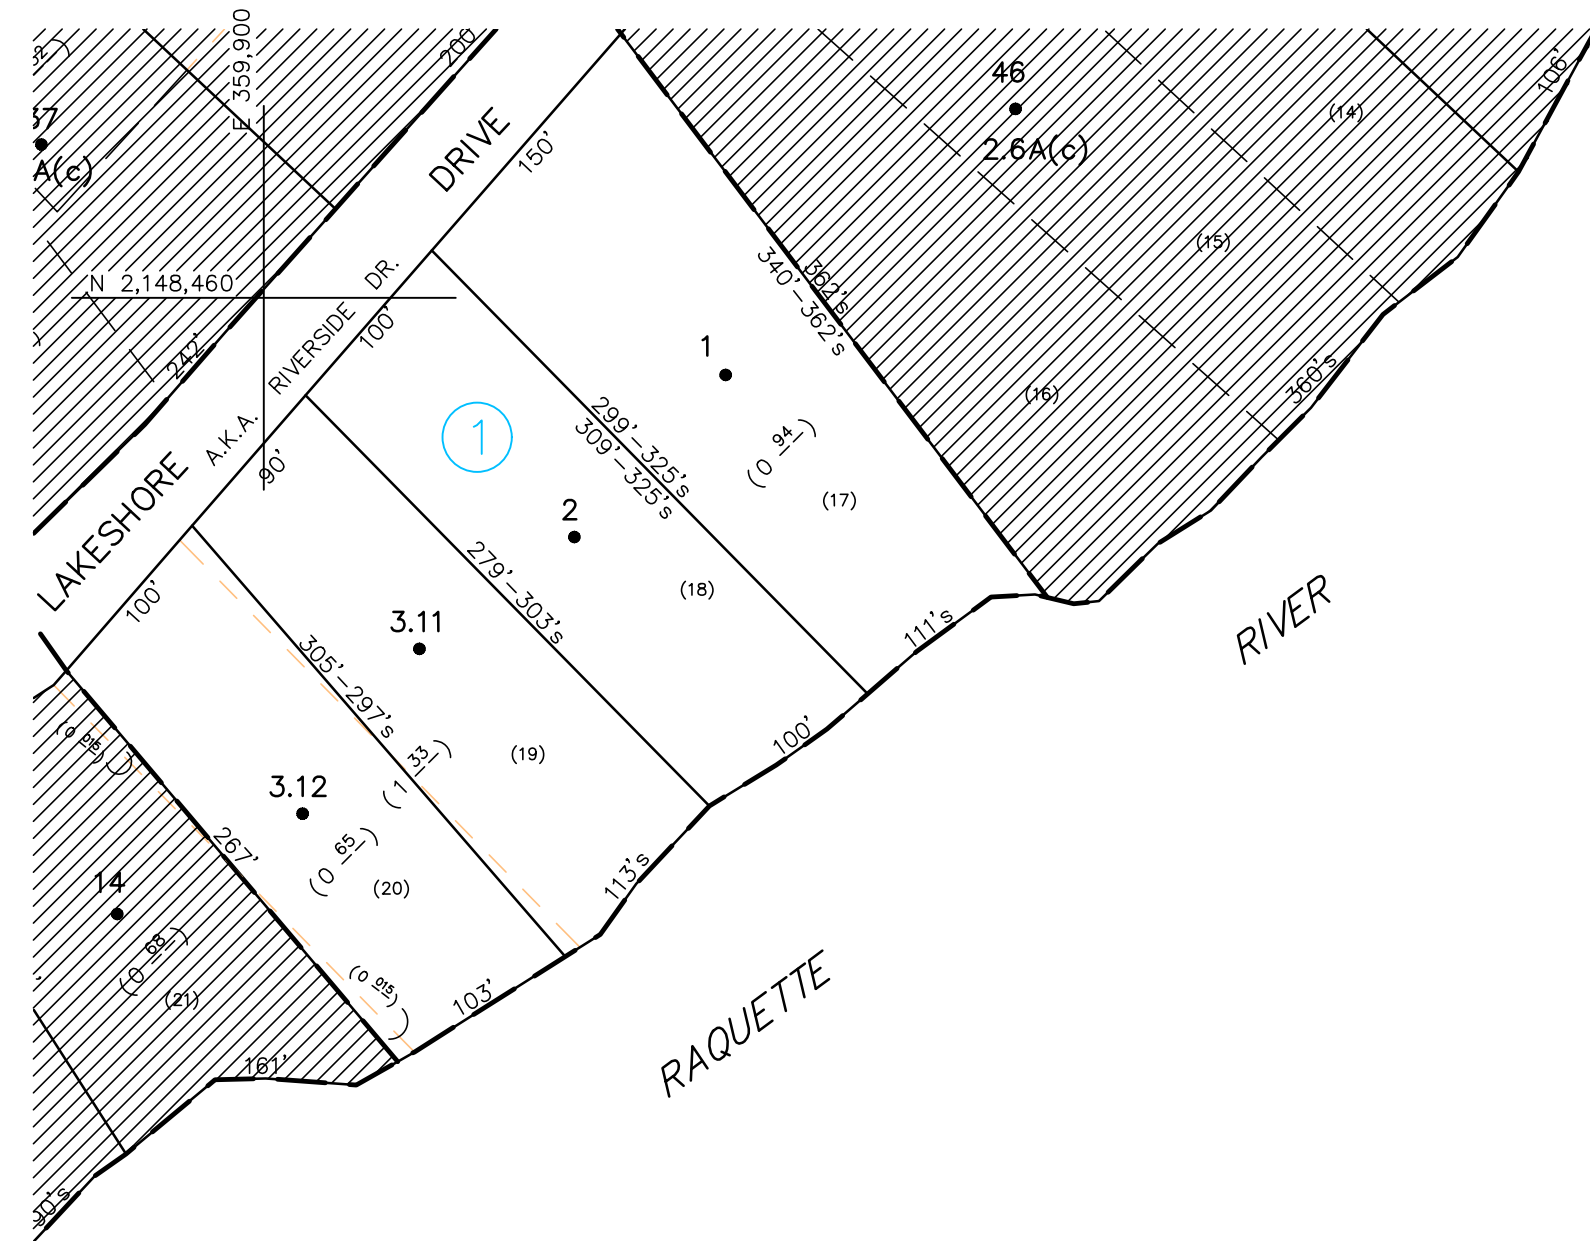 E 359,900
200
46
106'
37
(14)
DRIVE
150'
2.6A(c)
A(c)
(15)
N 2,148,460
DR.
362's
340'-362's
RIVERSIDE
100'
1
242'
360's
(16)
299'-325's
309'-325's
A.K.A.
1
0 94
(17)
90'
LAKESHORE
2
279'-303's
(18)
100'
RIVER
3.11
111's
305'-297's
(0 015)
100'
(19)
(1 33)
3.12
267'
(0 65)
113's
(20)
14
(0 68)
(0 015)
103'
RAQUETTE
(21)
161'
90's